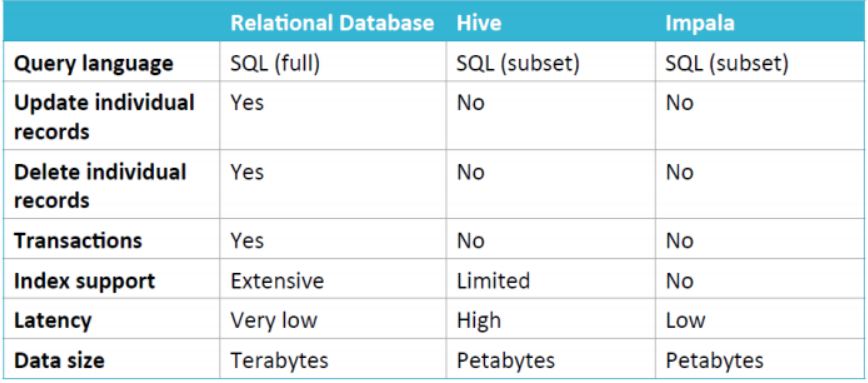 Relational Database Hive Impala
Query language SQL (full) SQL (subset) SQL (subset)
Update individual records Yes No No
Delete individual records Yes No No
Transactions Yes No No
Index support Extensive Limited No
Latency Very low High Low
Data size Terabytes Petabytes Petabytes